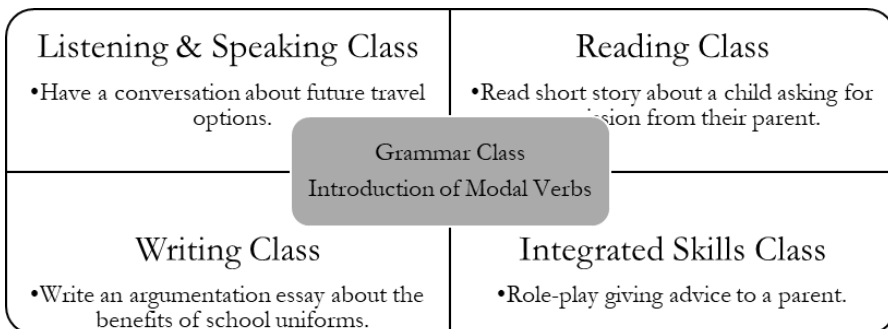 Listening & Speaking Class
•Have a conversation about future travel
options.
Reading Class
•Read short story about a child asking for
from their parent.
Grammar Class
Introduction of Modal Verbs
Writing Class
•Write an argumentation essay about the
benefits of school uniforms.
Integrated Skills Class
•Role-play giving advice to a parent.